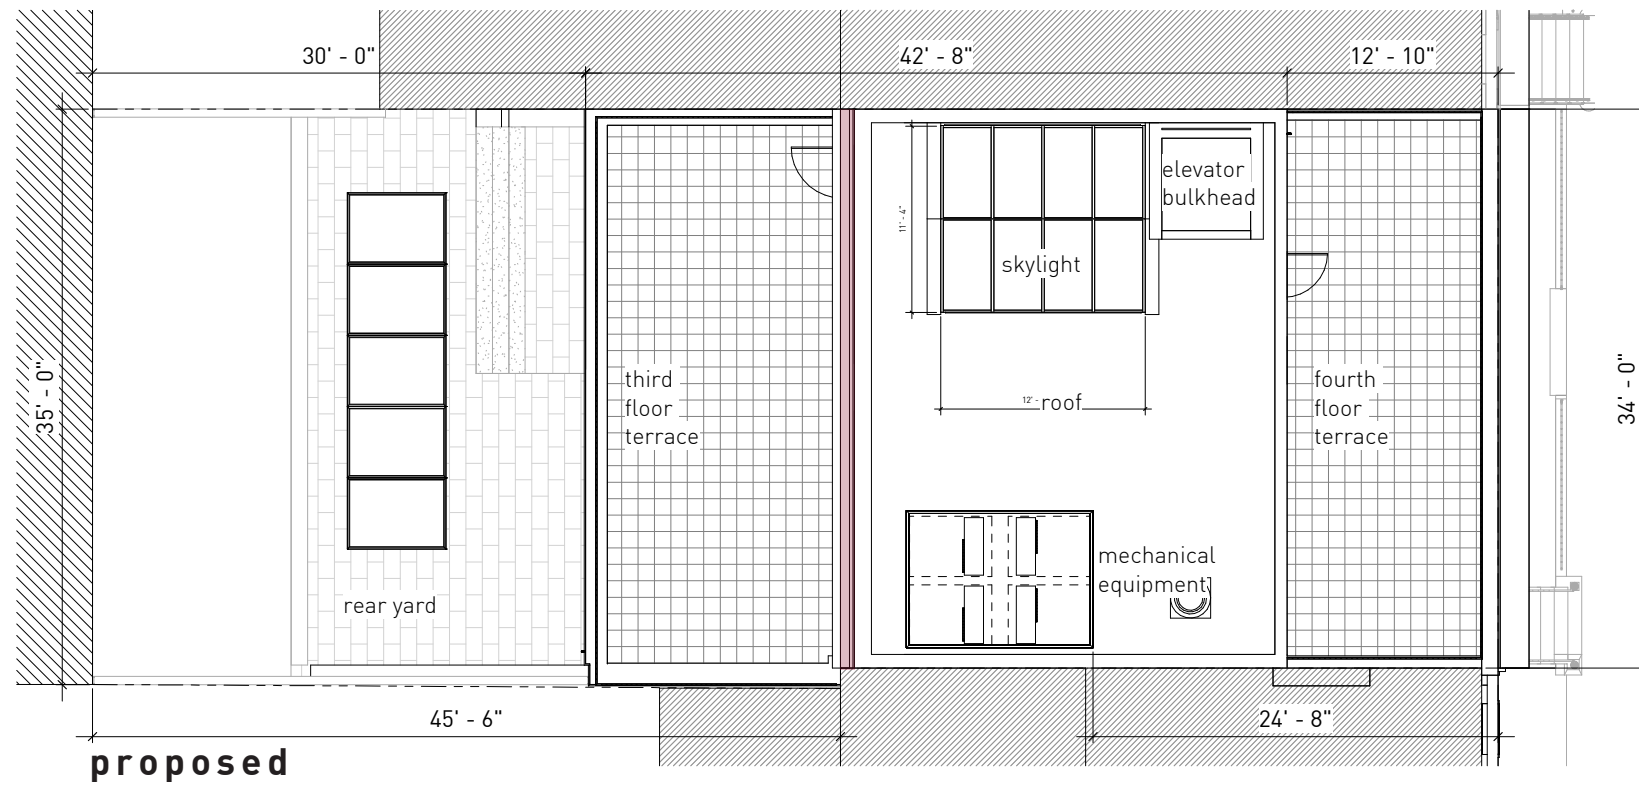 30' - 0"
42' - 8"
12' - 10"
elevator
bulkhead
11' - 4"
skylight
third
floor
terrace
12' - roof
fourth
floor
terrace
35' - 0"
34' - 0"
mechanical
equipment
rear yard
45' - 6"
24' - 8"
proposed